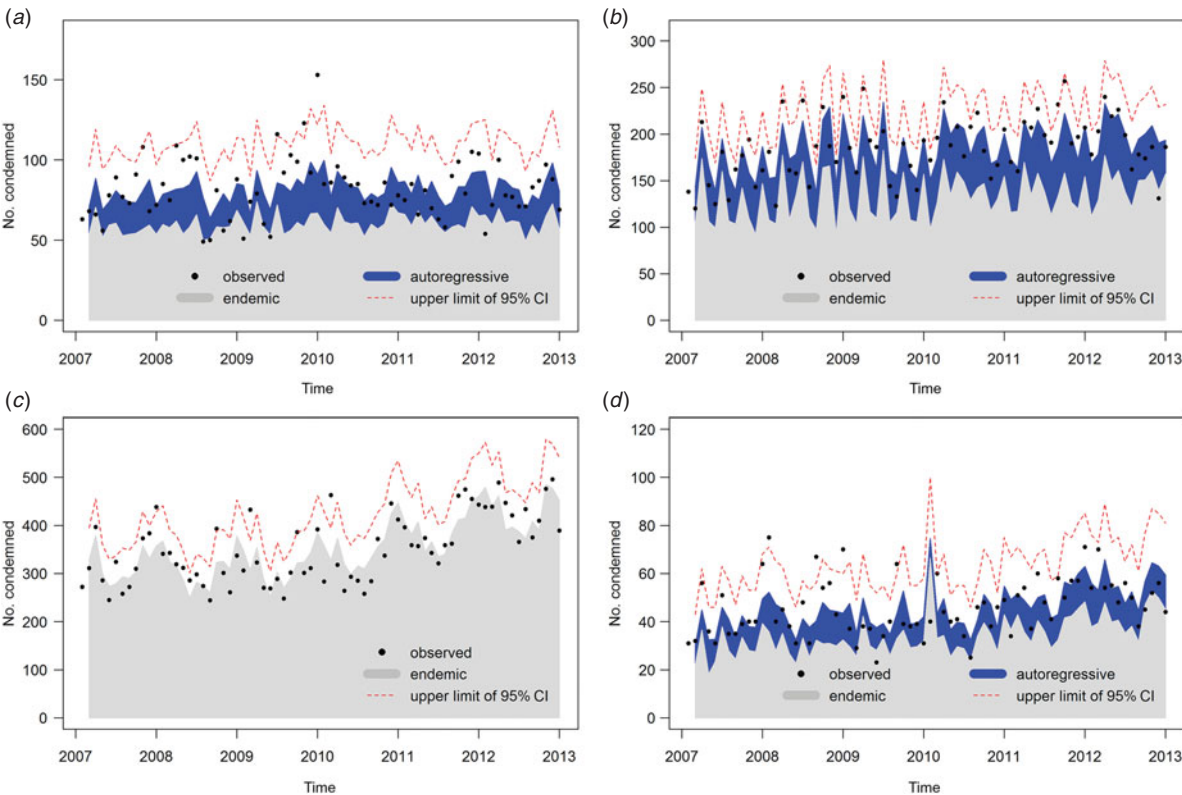 (a)
No. condemned
150
100
50
0
observed
endemic
autoregressive
upper limit of 95% CI
2007 2008 2009 2010 2011 2012 2013
Time
(b)
No. condemned
300
250
200
150
100
50
0
observed
endemic
autoregressive
upper limit of 95% CI
2007 2008 2009 2010 2011 2012 2013
Time
(c)
No. condemned
600
500
400
300
200
100
0
observed
endemic
upper limit of 95% CI
2007 2008 2009 2010 2011 2012 2013
Time
(d)
No. condemned
120
100
80
60
40
20
0
observed
endemic
autoregressive
upper limit of 95% CI
2007 2008 2009 2010 2011 2012 2013
Time